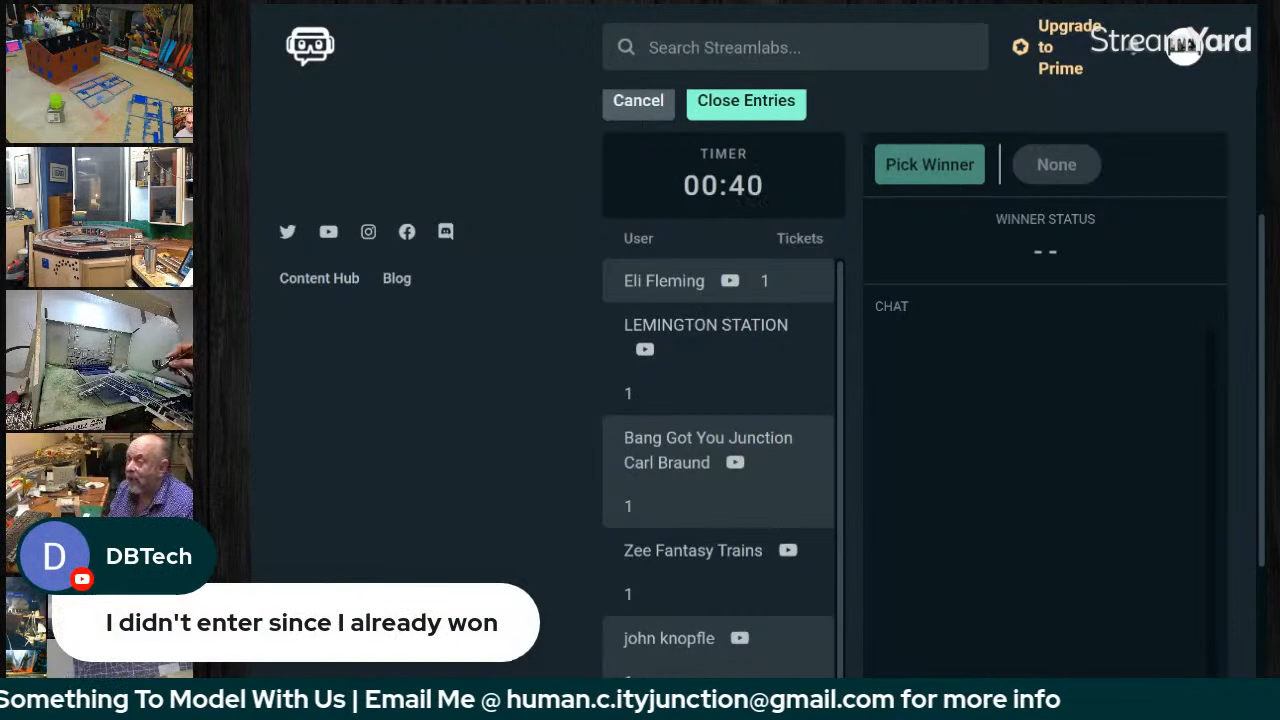 Search Streamlabs...
Upgrade
to
Prime
StreamYard
Cancel
Close Entries
TIMER
00:40
User
Tickets
Eli Fleming
1
LEMINGTON STATION
1
Bang Got You Junction
Carl Braund
1
Zee Fantasy Trains
1
john knopfle
Pick Winner
None
WINNER STATUS
--
CHAT
Content Hub
Blog
D
DBTech
I didn't enter since I already won
Something To Model With Us | Email Me @ human.c.ityjunction@gmail.com for more info